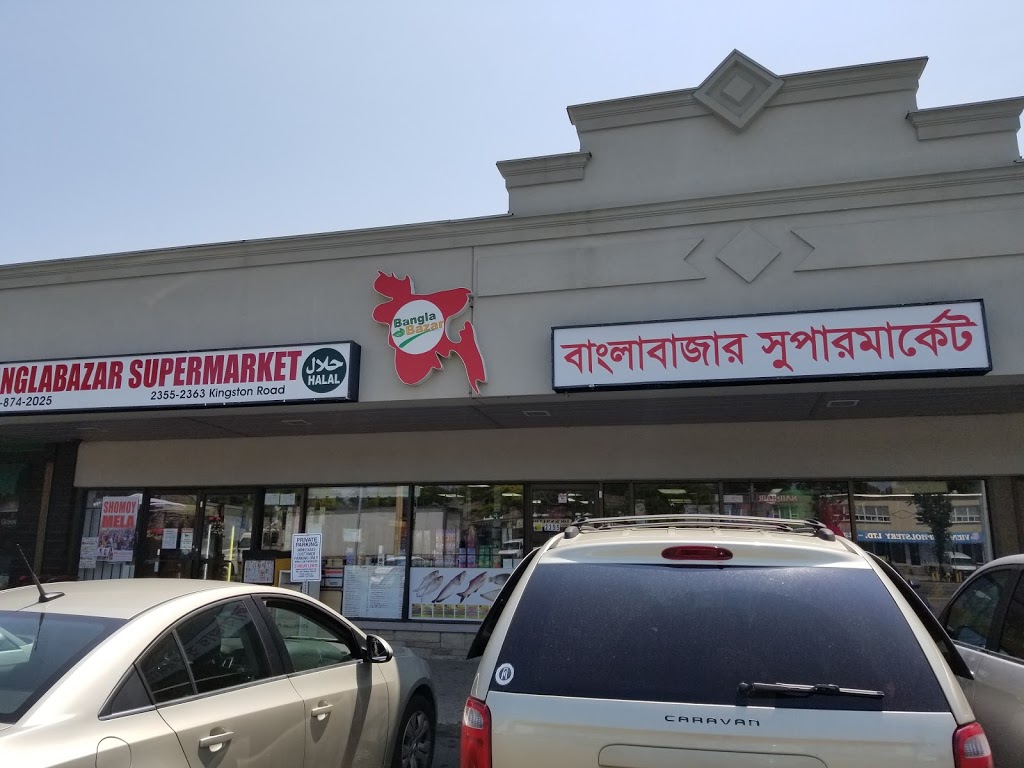 NGLABAZAR SUPERMARKET
حلال
HALAL
2355-2363 Kingston Road
-874-2025
Bangla
Bazar
বাংলাবাজার সুপারমার্কেট
SHOMOY
MELA
PRIVATE
PARKING
CARAVAN